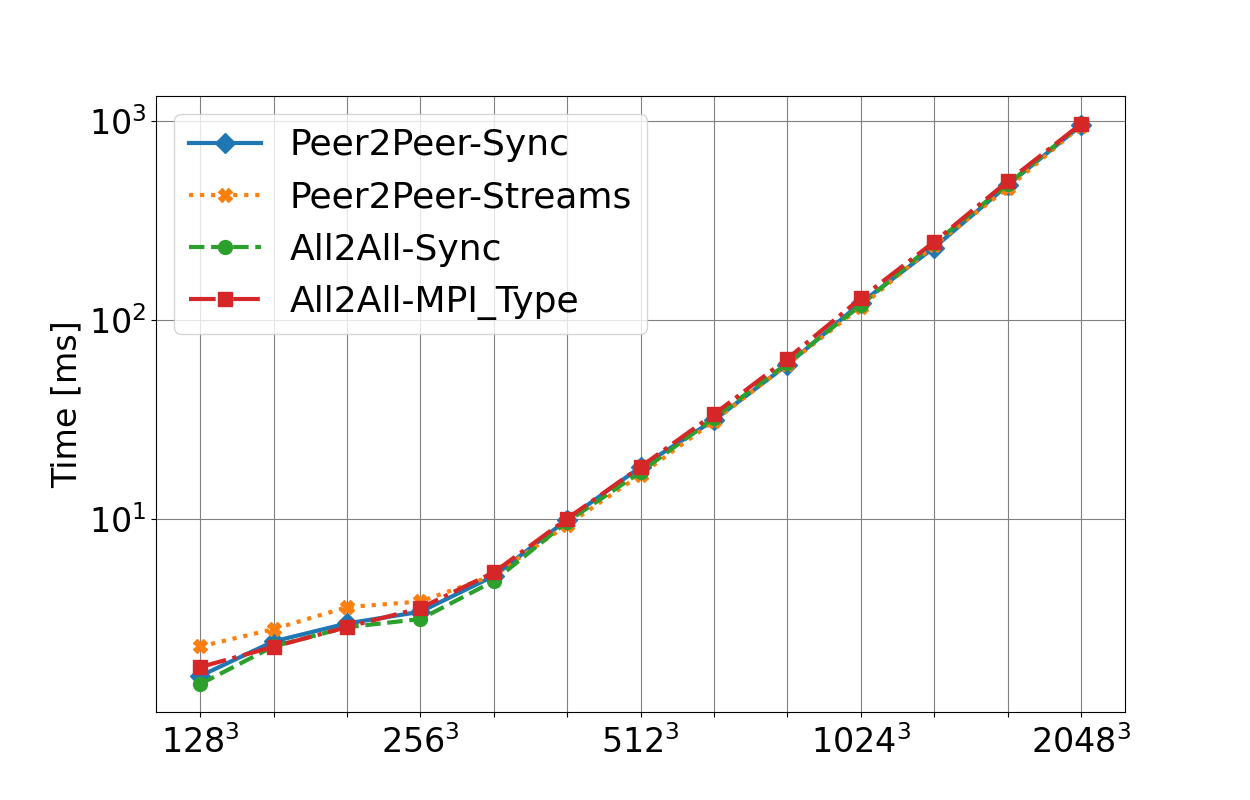 10³
Peer2Peer-Sync
Peer2Peer-Streams
All2All-Sync
All2All-MPI_Type
10²
Time [ms]
10¹
128³ 256³ 512³ 1024³ 2048³